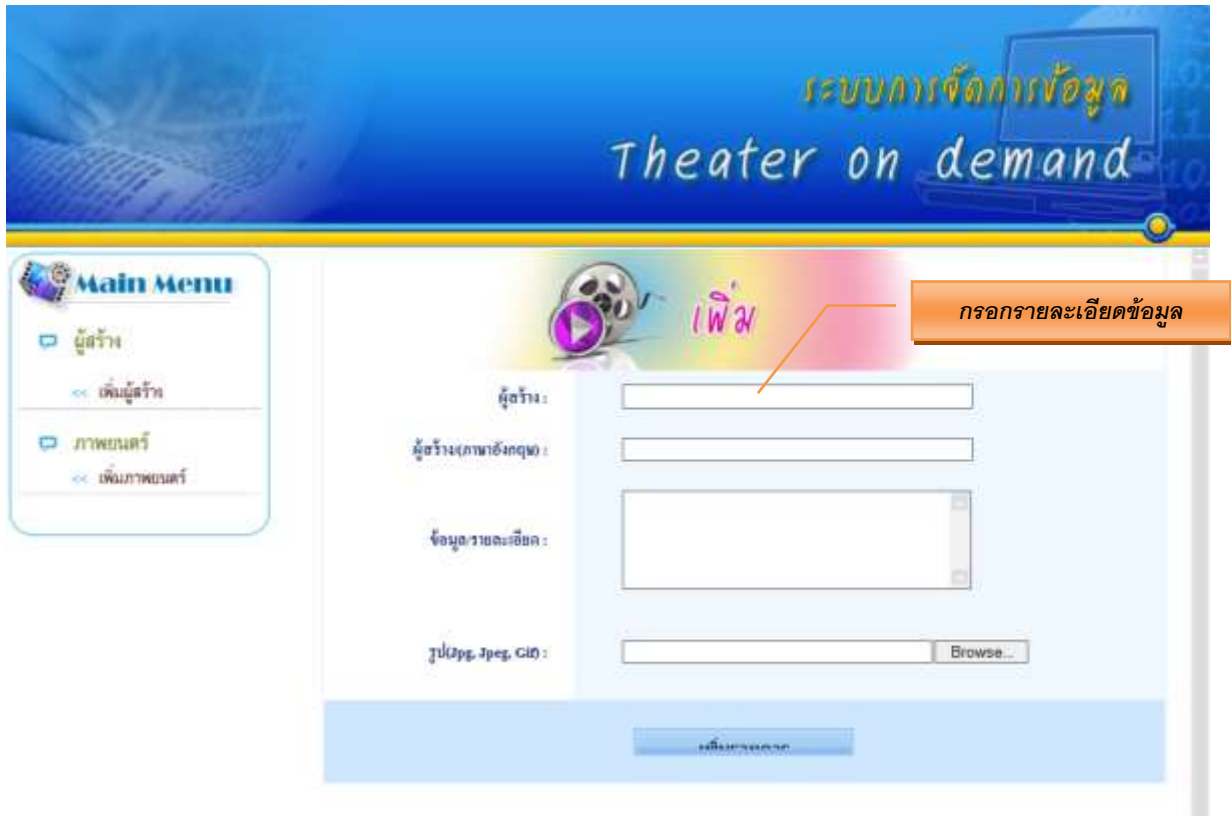 ระบบการจัดการข้อมูล
Theater on demand
Main Menu
ผู้สร้าง
<< เพิ่มผู้สร้าง
ภาพยนตร์
<< เพิ่มภาพยนตร์
เพิ่ม
กรอกรายละเอียดข้อมูล
ผู้สร้าง :
ผู้สร้าง(ภาษาอังกฤษ) :
ข้อมูล/รายละเอียด :
รูป(Jpg, Jpeg, Gif) :
Browse...